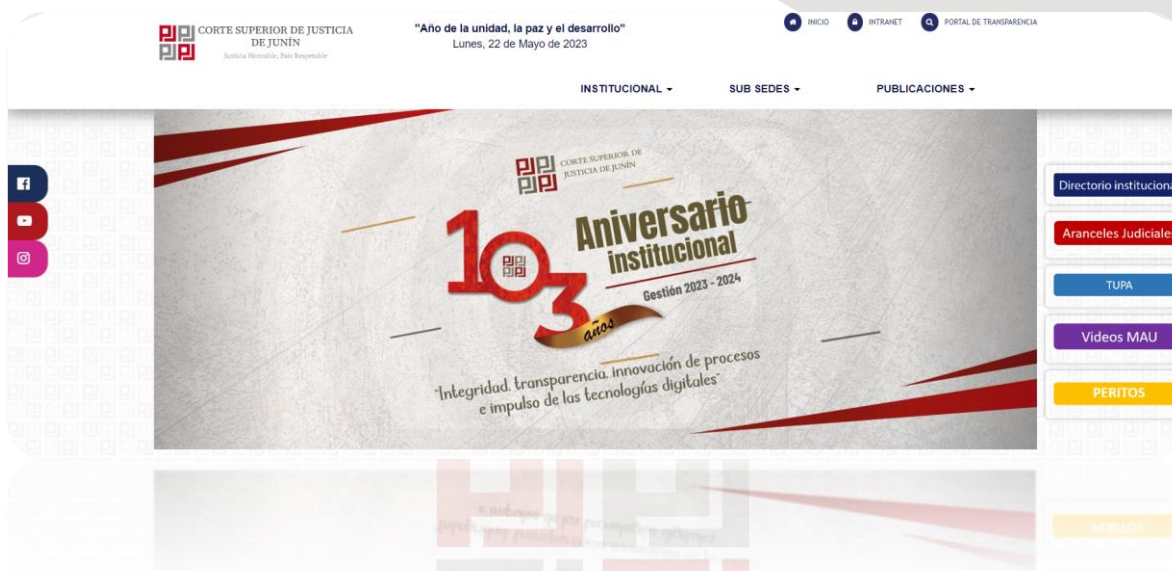 CORTE SUPERIOR DE JUSTICIA
DE JUNÍN
Justicia Honorable, País Respetable
"Año de la unidad, la paz y el desarrollo"
Lunes, 22 de Mayo de 2023
INICIO
INTRANET
PORTAL DE TRANSPARENCIA
INSTITUCIONAL
SUB SEDES
PUBLICACIONES
CORTE SUPERIOR DE
JUSTICIA DE JUNÍN
103
años
Aniversario
institucional
Gestión 2023 - 2024
"Integridad, transparencia, innovación de procesos
e impulso de las tecnologías digitales"
Directorio instituciona
Aranceles Judiciales
TUPA
Videos MAU
PERITOS